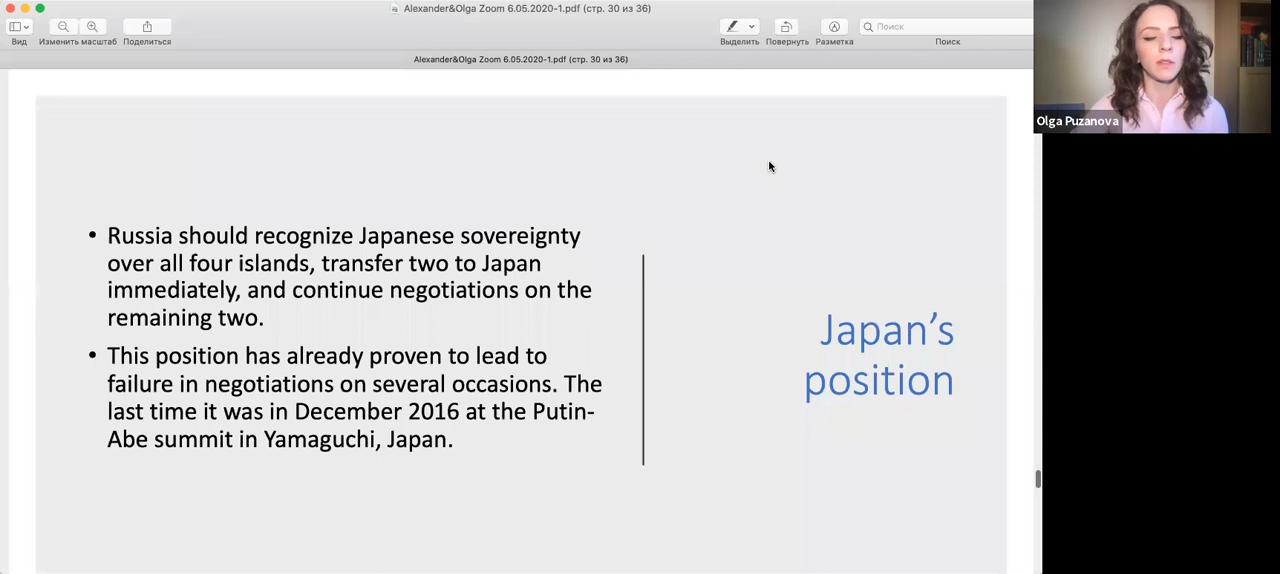 Alexander&Olga Zoom 6.05.2020-1.pdf (стр. 30 из 36)
Вид
Изменить масштаб
Поделиться
Выделить
Повернуть
Разметка
Поиск
Поиск
Alexander&Olga Zoom 6.05.2020-1.pdf (стр. 30 из 36)
Olga Puzanova
• Russia should recognize Japanese sovereignty
over all four islands, transfer two to Japan
immediately, and continue negotiations on the
remaining two.
• This position has already proven to lead to
failure in negotiations on several occasions. The
last time it was in December 2016 at the Putin-
Abe summit in Yamaguchi, Japan.
Japan’s
position